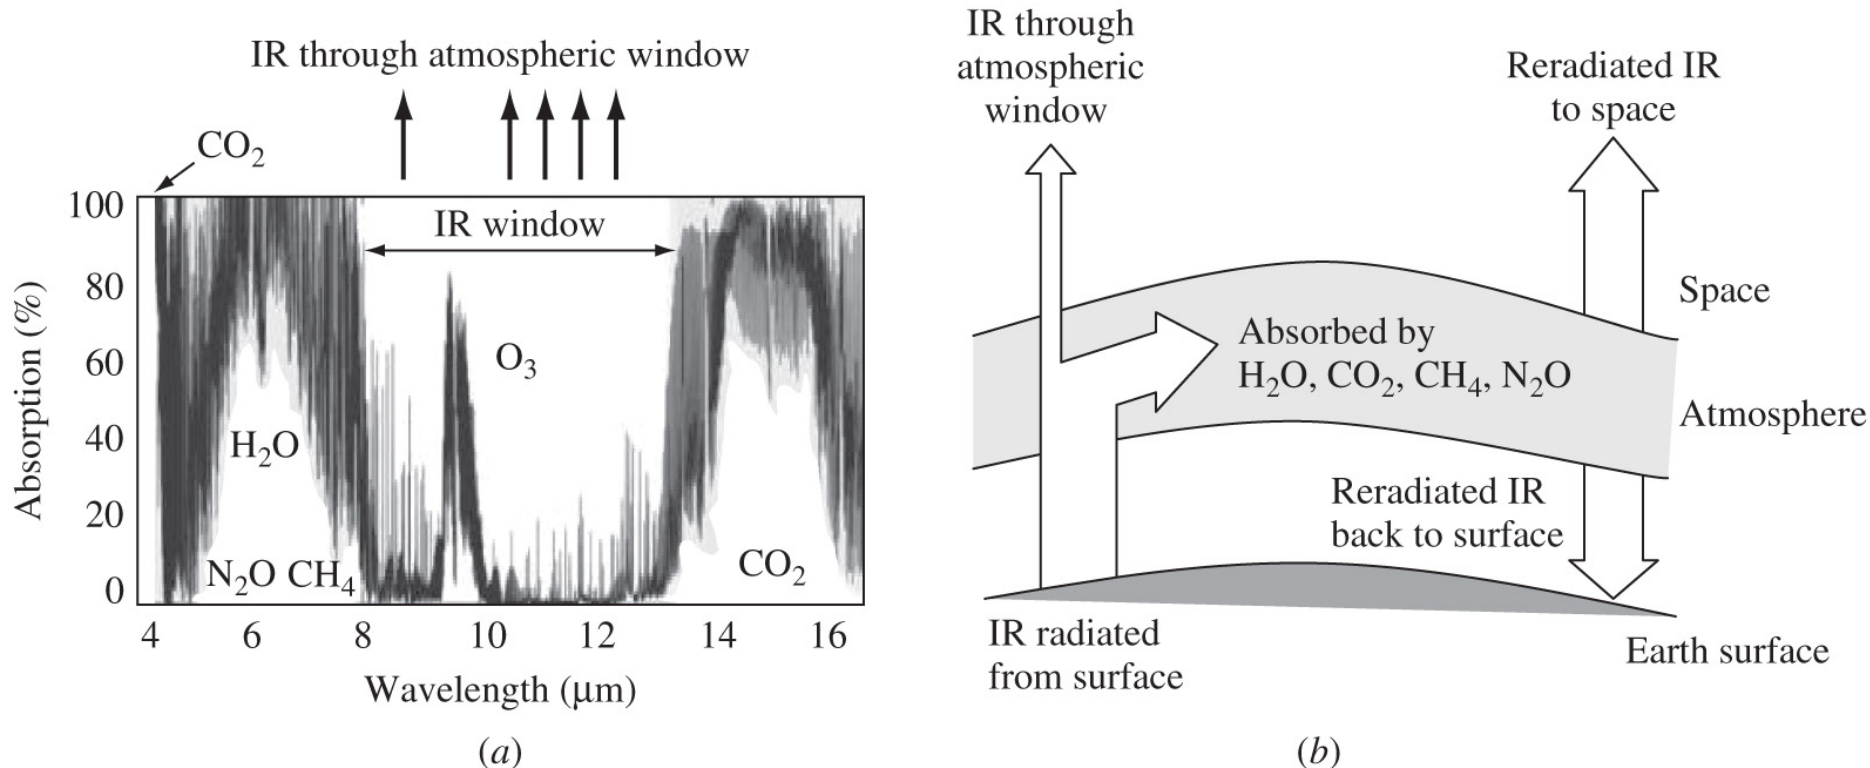 IR through atmospheric window
CO₂
100
80
60
40
20
0
Absorption (%)
IR window
O₃
H₂O
N₂O CH₄
CO₂
4
6
8
10
12
14
16
Wavelength (μm)
(a)
IR through
atmospheric
window
Reradiated IR
to space
Space
Absorbed by
H₂O, CO₂, CH₄, N₂O
Atmosphere
Reradiated IR
back to surface
IR radiated
from surface
Earth surface
(b)